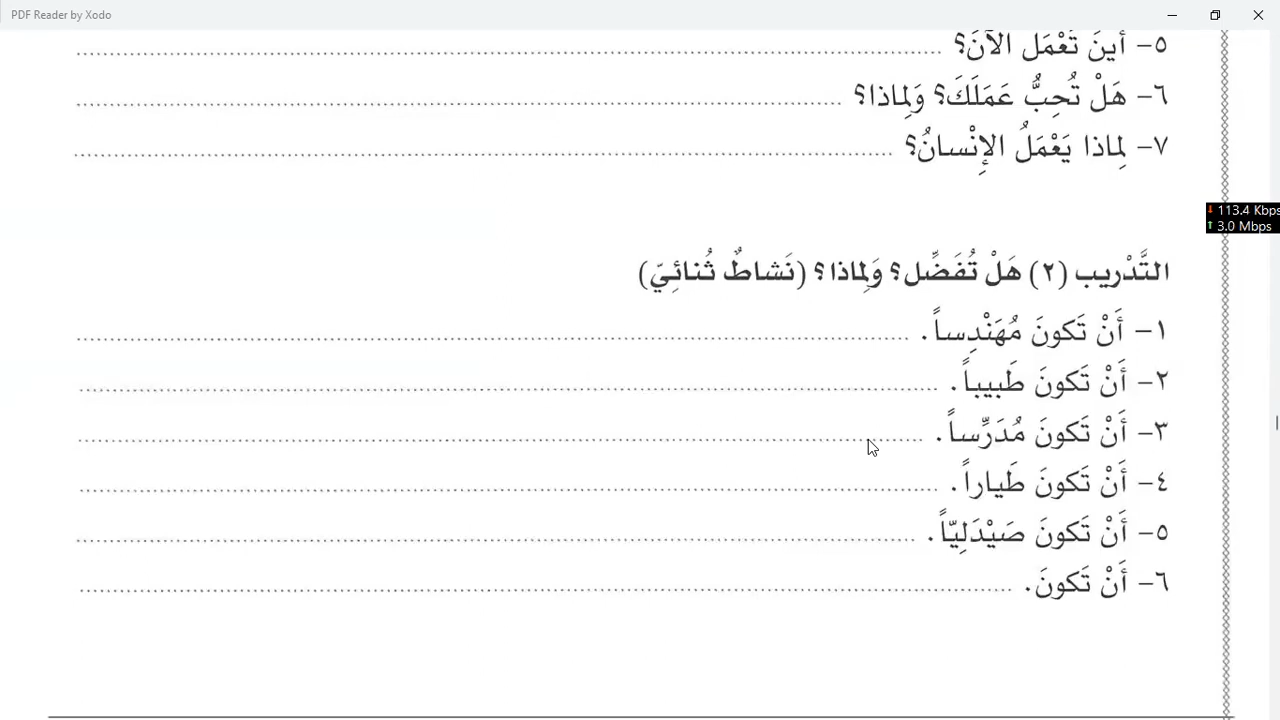 PDF Reader by Xodo
٥- أينَ تَعْمَل الآنَ؟ ........................................
٦- هَلْ تُحِبُّ عَمَلَكَ؟ وَلِماذا؟ ........................................
٧- لِماذا يَعْمَلُ الإِنْسانُ؟ ........................................
113.4 Kbps
3.0 Mbps
التَّدْريب (٢) هَلْ تُفَضِّل؟ وَلِماذا؟ (نَشاطٌ ثُنائِيّ)
١- أَنْ تَكونَ مُهَنْدِساً. ........................................
٢- أَنْ تَكونَ طَبيباً. ........................................
٣- أَنْ تَكونَ مُدَرِّساً. ........................................
٤- أَنْ تَكونَ طَياراً. ........................................
٥- أَنْ تَكونَ صَيْدَلِيّاً. ........................................
٦- أَنْ تَكونَ. ........................................